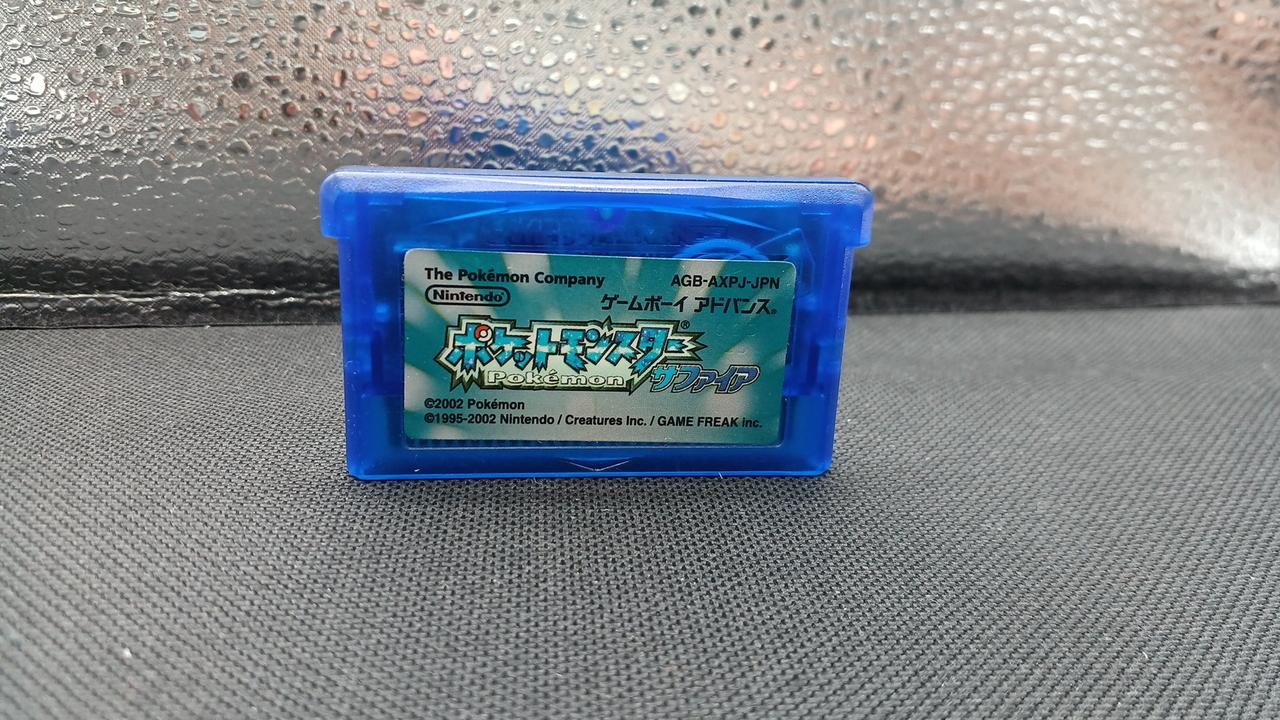 The Pokémon Company AGB-AXPJ-JPN
Nintendo® ゲームボーイ アドバンス®
ポケットモンスター®
Pokémon サファイア
©2002 Pokémon
©1995-2002 Nintendo / Creatures inc. / GAME FREAK inc.